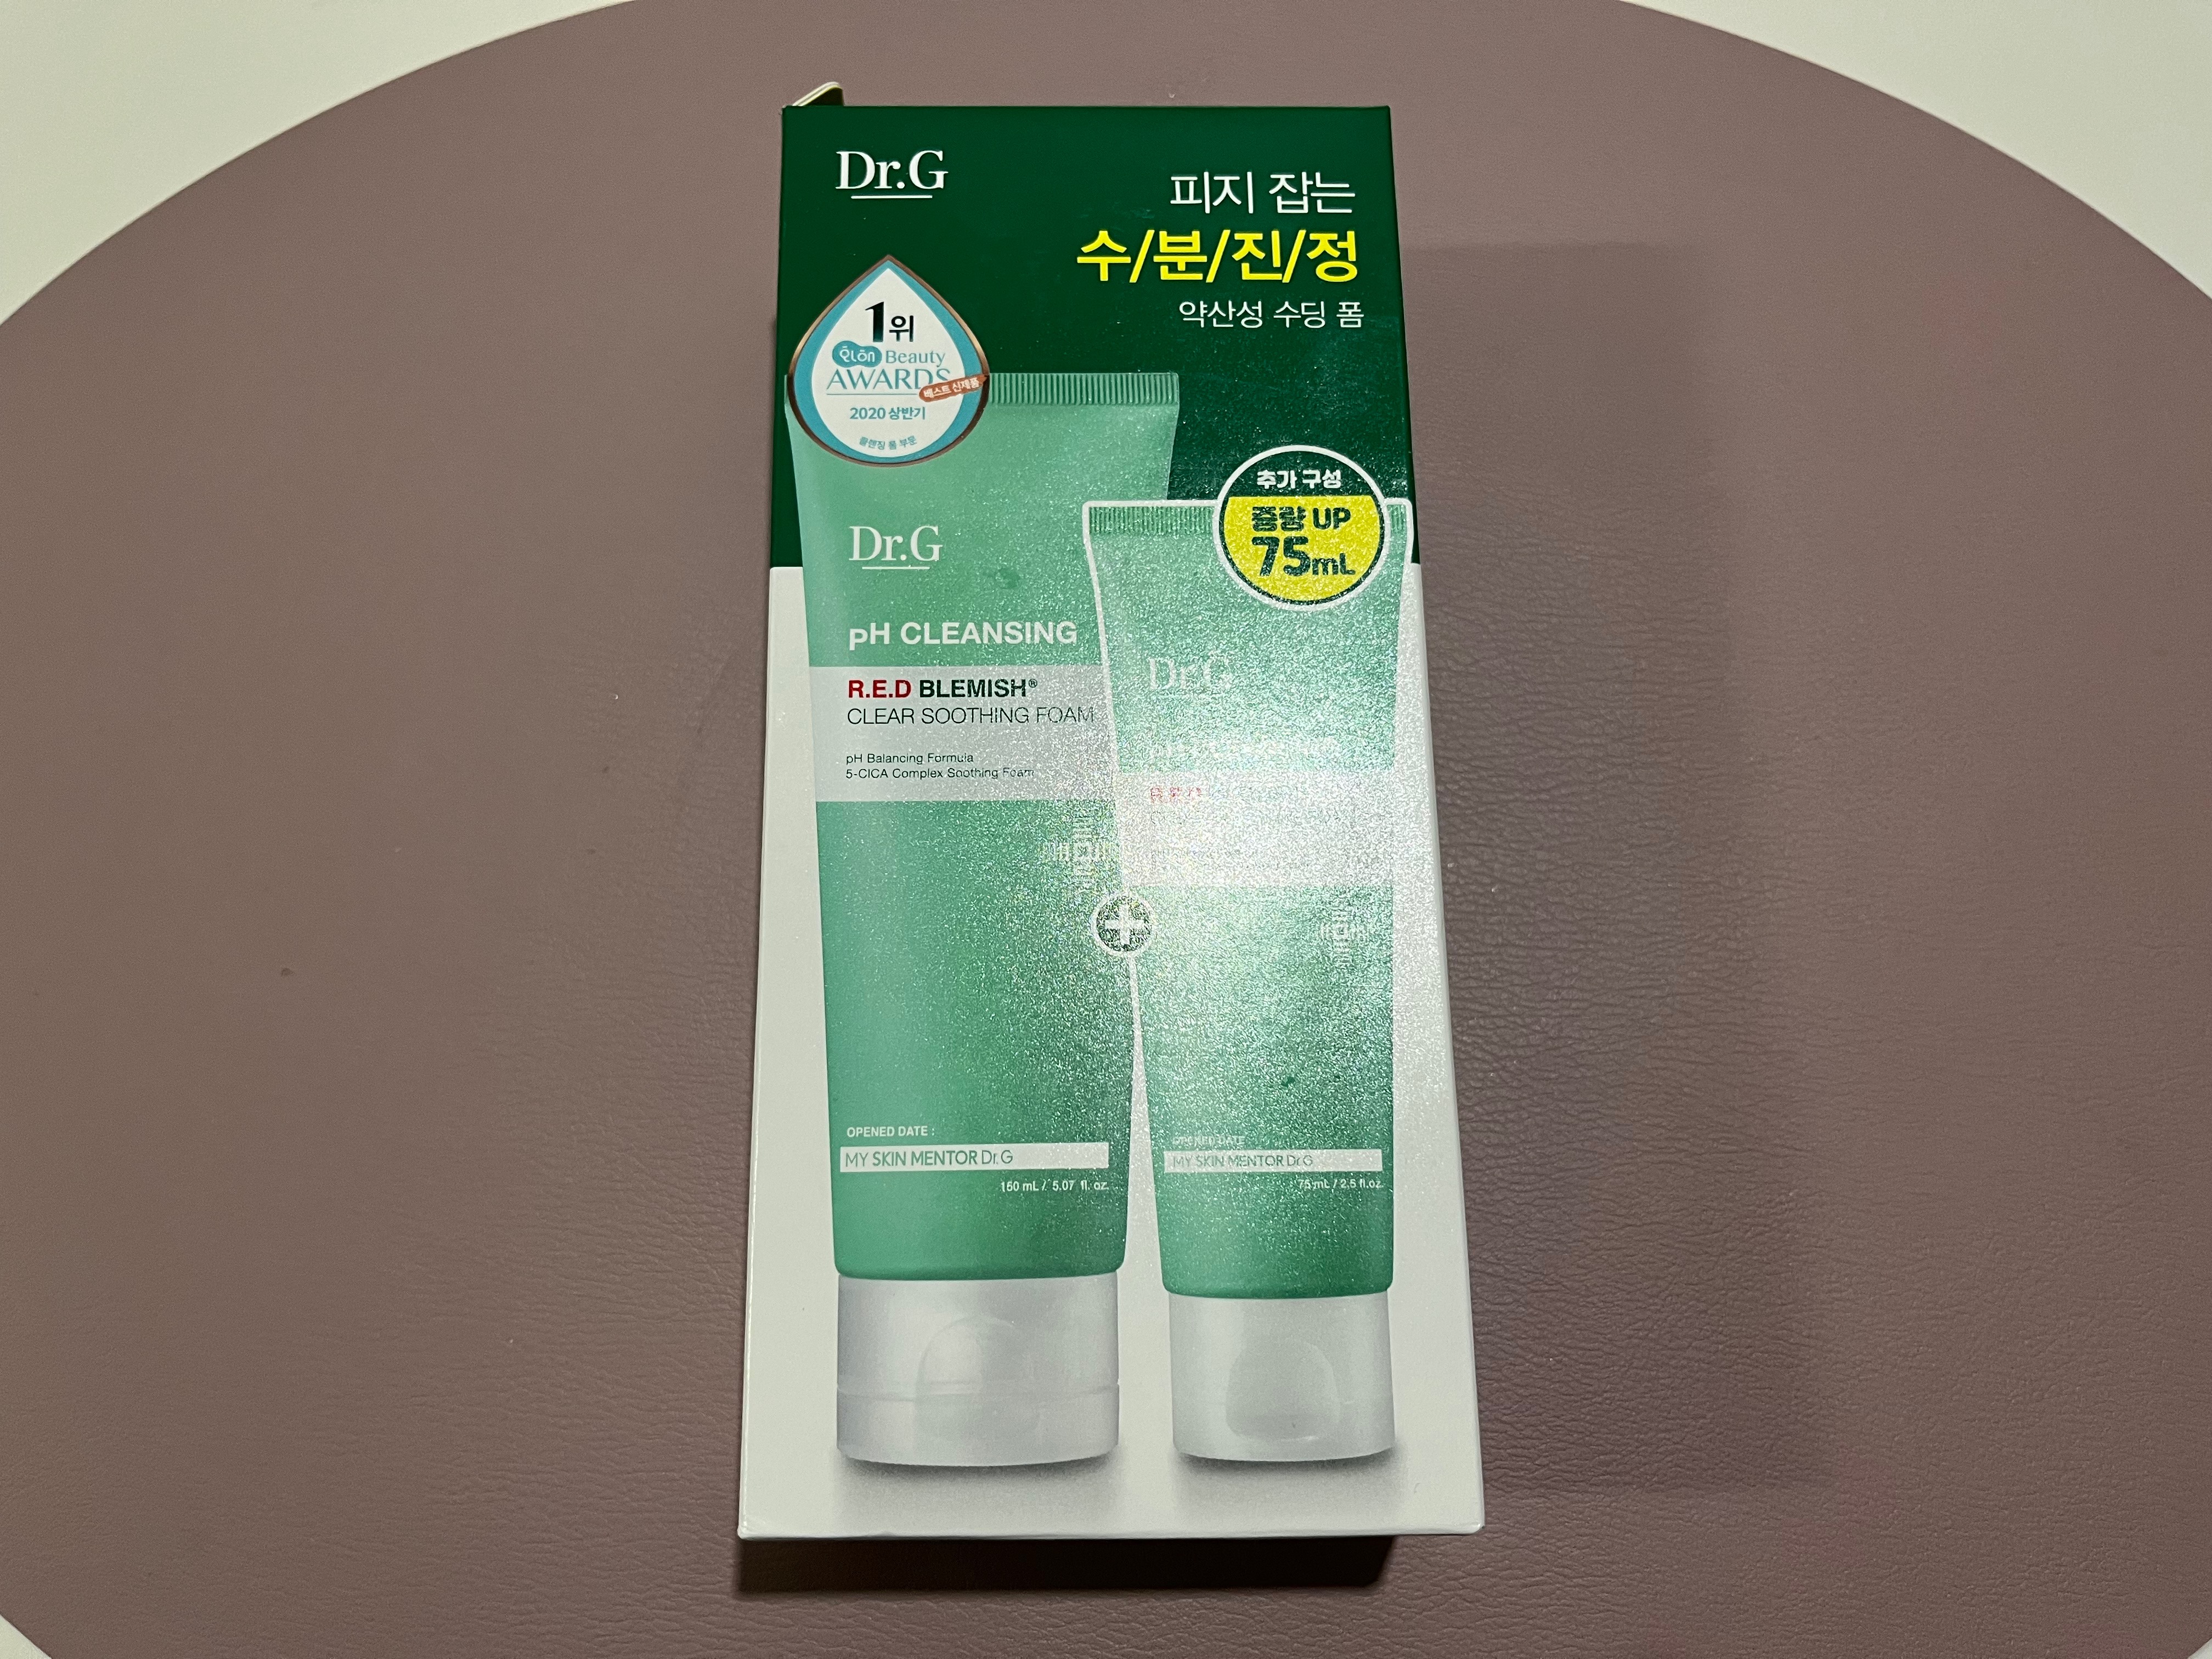 Dr.G
피지 잡는
수/분/진/정
약산성 수딩 폼
1위
Beauty
AWARDS
베스트 신제품
2020 상반기
클렌징 폼 부문
추가 구성
증량 UP
75mL
Dr.G
pH CLEANSING
R.E.D BLEMISH®
CLEAR SOOTHING FOAM
pH Balancing Formula
5-CICA Complex Soothing Foam
OPENED DATE :
MY SKIN MENTOR Dr.G
150 mL / 5.07 fl. oz.
Dr.G
R.E.D
OPENED DATE
MY SKIN MENTOR Dr.G
75 mL / 2.5 fl.oz.